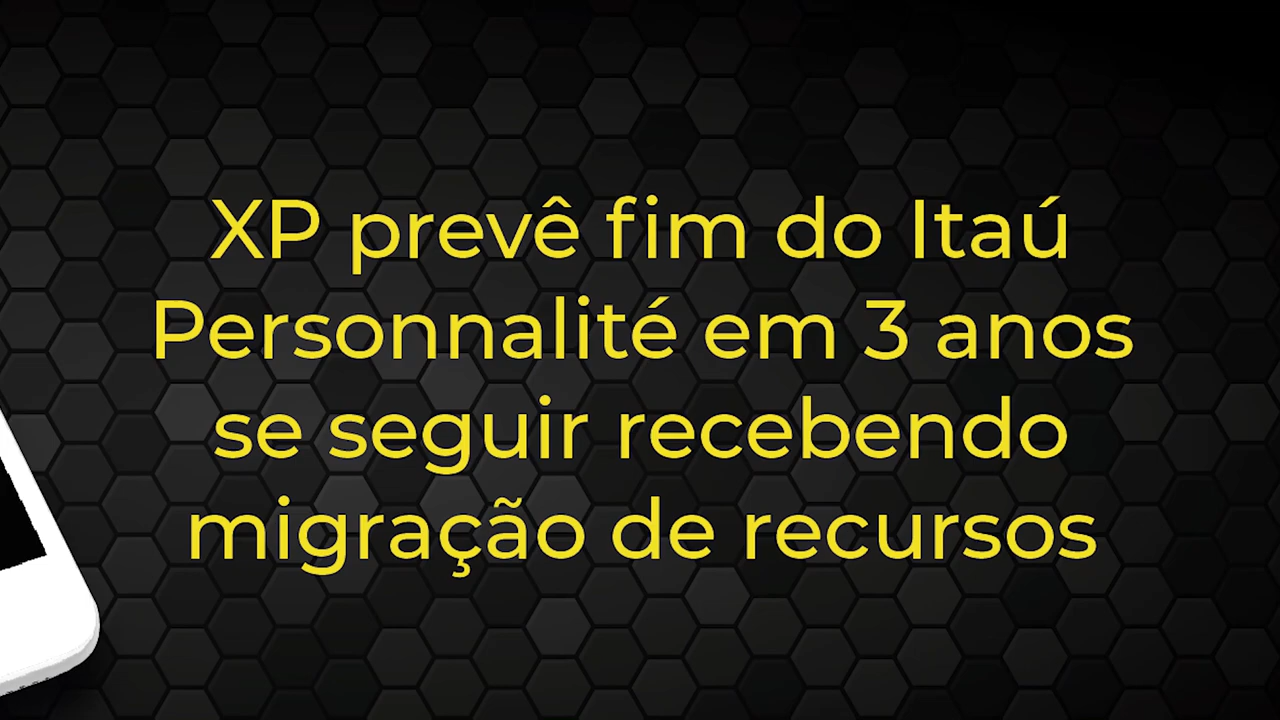 XP prevê fim do Itaú
Personnalité em 3 anos
se seguir recebendo
migração de recursos